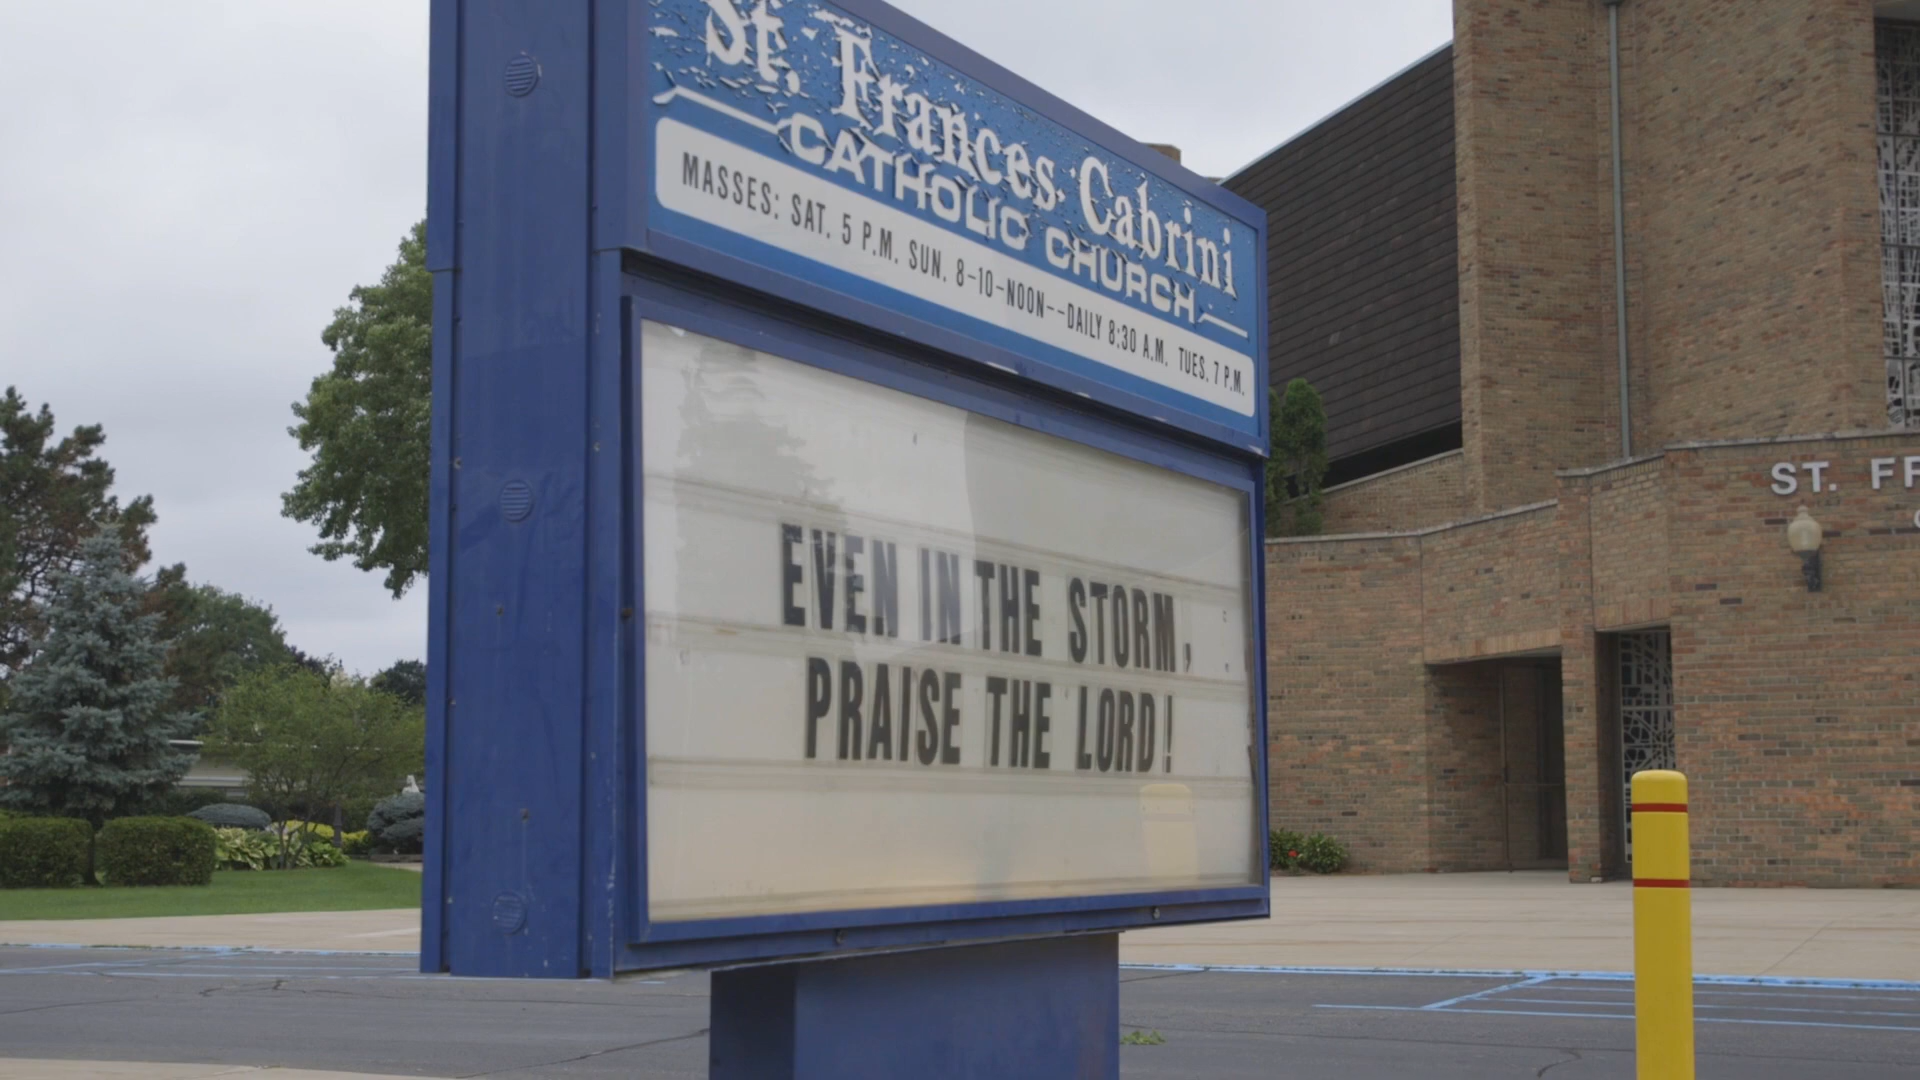 St. Frances Cabrini
CATHOLIC CHURCH
MASSES: SAT. 5 P.M. SUN. 8-10-NOON--DAILY 8:30 A.M. TUES. 7 P.M.
EVEN IN THE STORM,
PRAISE THE LORD!
ST. FR